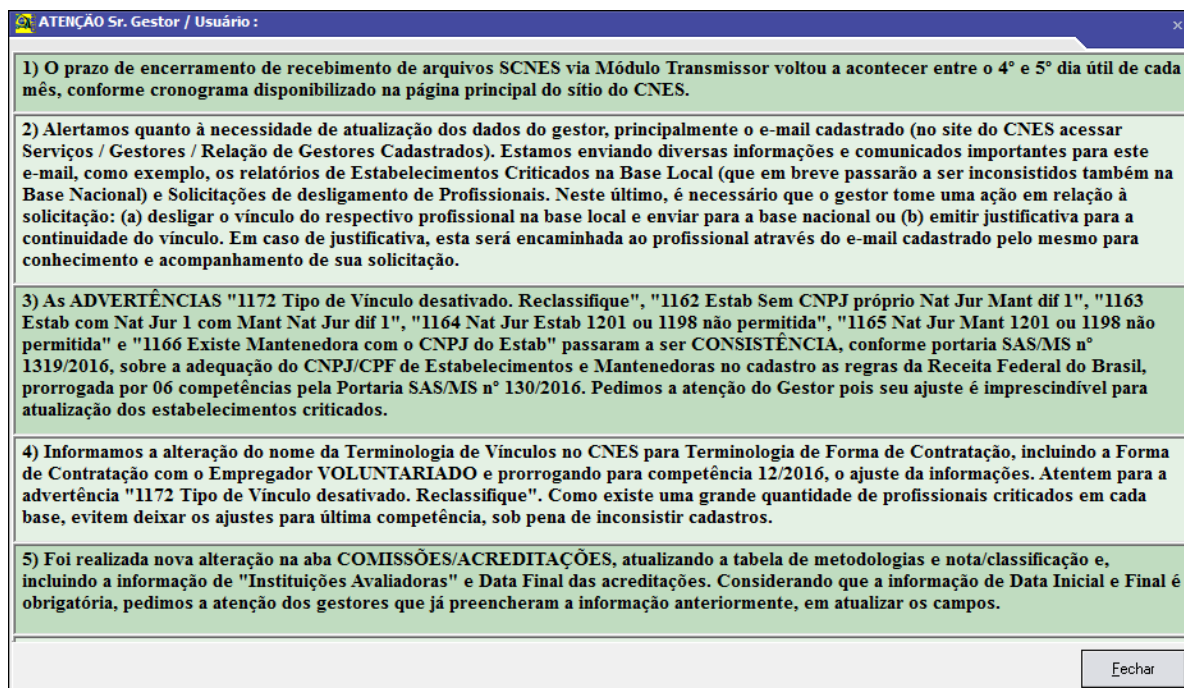 ATENÇÃO Sr. Gestor / Usuário :
1) O prazo de encerramento de recebimento de arquivos SCNES via Módulo Transmissor voltou a acontecer entre o 4º e 5º dia útil de cada
mês, conforme cronograma disponibilizado na página principal do sítio do CNES.
2) Alertamos quanto à necessidade de atualização dos dados do gestor, principalmente o e-mail cadastrado (no site do CNES acessar
Serviços / Gestores / Relação de Gestores Cadastrados). Estamos enviando diversas informações e comunicados importantes para este
e-mail, como exemplo, os relatórios de Estabelecimentos Criticados na Base Local (que em breve passarão a ser inconsistidos também na
Base Nacional) e Solicitações de desligamento de Profissionais. Neste último, é necessário que o gestor tome uma ação em relação à
solicitação: (a) desligar o vínculo do respectivo profissional na base local e enviar para a base nacional ou (b) emitir justificativa para a
continuidade do vínculo. Em caso de justificativa, esta será encaminhada ao profissional através do e-mail cadastrado pelo mesmo para
conhecimento e acompanhamento de sua solicitação.
3) As ADVERTÊNCIAS "1172 Tipo de Vínculo desativado. Reclassifique", "1162 Estab Sem CNPJ próprio Nat Jur Mant dif 1", "1163
Estab com Nat Jur 1 com Mant Nat Jur dif 1", "1164 Nat Jur Estab 1201 ou 1198 não permitida", "1165 Nat Jur Mant 1201 ou 1198 não
permitida" e "1166 Existe Mantenedora com o CNPJ do Estab" passaram a ser CONSISTÊNCIA, conforme portaria SAS/MS nº
1319/2016, sobre a adequação do CNPJ/CPF de Estabelecimentos e Mantenedoras no cadastro as regras da Receita Federal do Brasil,
prorrogada por 06 competências pela Portaria SAS/MS nº 130/2016. Pedimos a atenção do Gestor pois seu ajuste é imprescindível para
atualização dos estabelecimentos criticados.
4) Informamos a alteração do nome da Terminologia de Vínculos no CNES para Terminologia de Forma de Contratação, incluindo a Forma
de Contratação com o Empregador VOLUNTARIADO e prorrogando para competência 12/2016, o ajuste da informações. Atentem para a
advertência "1172 Tipo de Vínculo desativado. Reclassifique". Como existe uma grande quantidade de profissionais criticados em cada
base, evitem deixar os ajustes para última competência, sob pena de inconsistir cadastros.
5) Foi realizada nova alteração na aba COMISSÕES/ACREDITAÇÕES, atualizando a tabela de metodologias e nota/classificação e,
incluindo a informação de "Instituições Avaliadoras" e Data Final das acreditações. Considerando que a informação de Data Inicial e Final é
obrigatória, pedimos a atenção dos gestores que já preencheram a informação anteriormente, em atualizar os campos.
Fechar